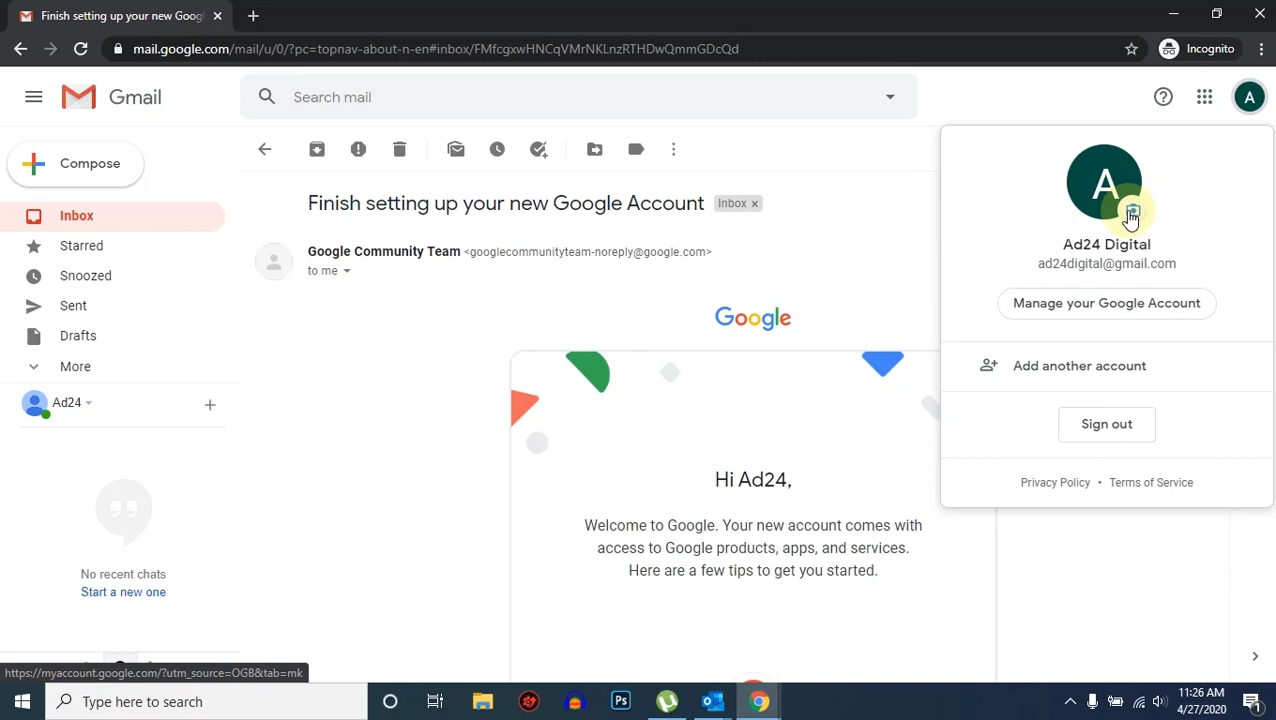 Finish setting up your new Goog
mail.google.com/mail/u/0/?pc=topnav-about-n-en#inbox/FMfcgxwHNCqVMrNKLnzRTHDwQmmGDcQd
Incognito
Gmail
Search mail
A
Compose
Inbox
Starred
Snoozed
Sent
Drafts
More
Ad24
No recent chats
Start a new one
Finish setting up your new Google Account
Inbox x
Google Community Team <googlecommunityteam-noreply@google.com>
to me
Google
Hi Ad24,
Welcome to Google. Your new account comes with
access to Google products, apps, and services.
Here are a few tips to get you started.
A
Ad24 Digital
ad24digital@gmail.com
Manage your Google Account
Add another account
Sign out
Privacy Policy • Terms of Service
https://myaccount.google.com/?utm_source=OGB&tab=mk
Type here to search
Ps
11:26 AM
4/27/2020
1